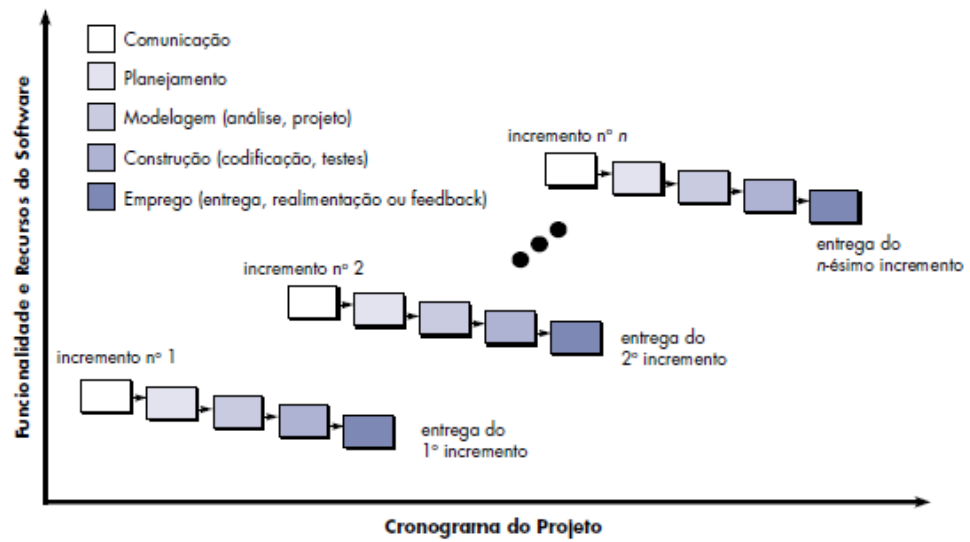 Funcionalidade e Recursos do Software
Comunicação
Planejamento
Modelagem (análise, projeto)
Construção (codificação, testes)
Emprego (entrega, realimentação ou feedback)
incremento nº n
entrega do
n-ésimo incremento
incremento nº 2
entrega do
2º incremento
incremento nº 1
entrega do
1º incremento
Cronograma do Projeto